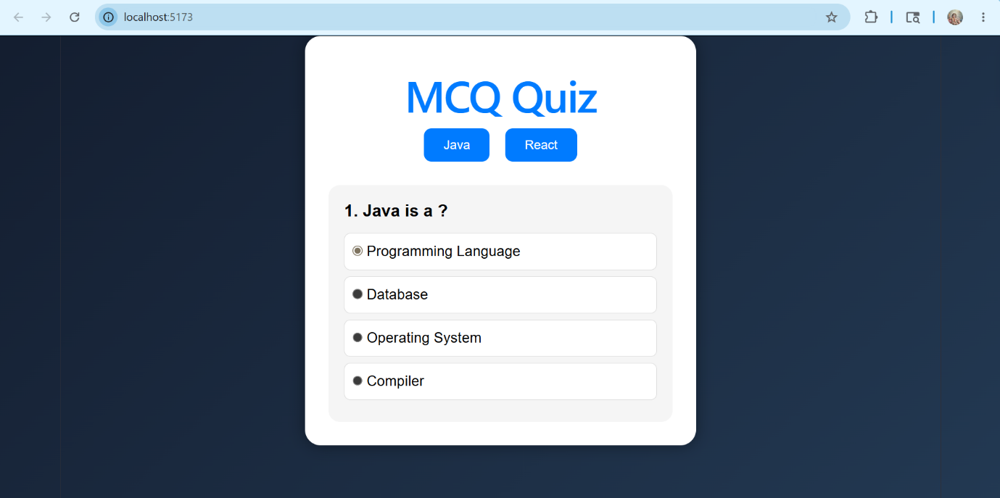 localhost:5173
MCQ Quiz
Java React
1. Java is a ?
Programming Language
Database
Operating System
Compiler